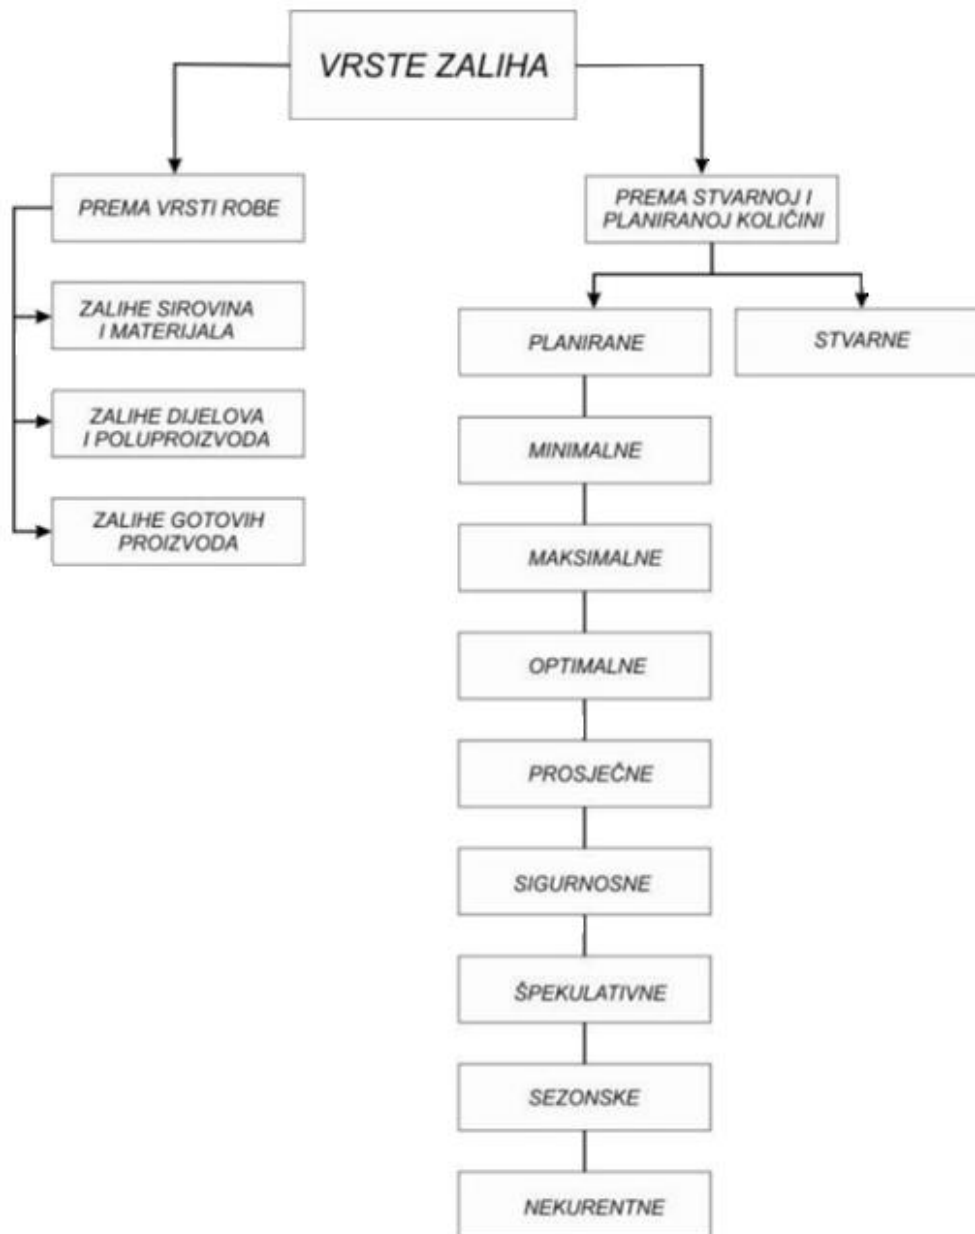 VRSTE ZALIHA
PREMA VRSTI ROBE
ZALIHE SIROVINA
I MATERIJALA
ZALIHE DIJELOVA
I POLUPROIZVODA
ZALIHE GOTOVIH
PROIZVODA
PREMA STVARNOJ I
PLANIRANOJ KOLIČINI
PLANIRANE
STVARNE
MINIMALNE
MAKSIMALNE
OPTIMALNE
PROSJEČNE
SIGURNOSNE
ŠPEKULATIVNE
SEZONSKE
NEKURENTNE